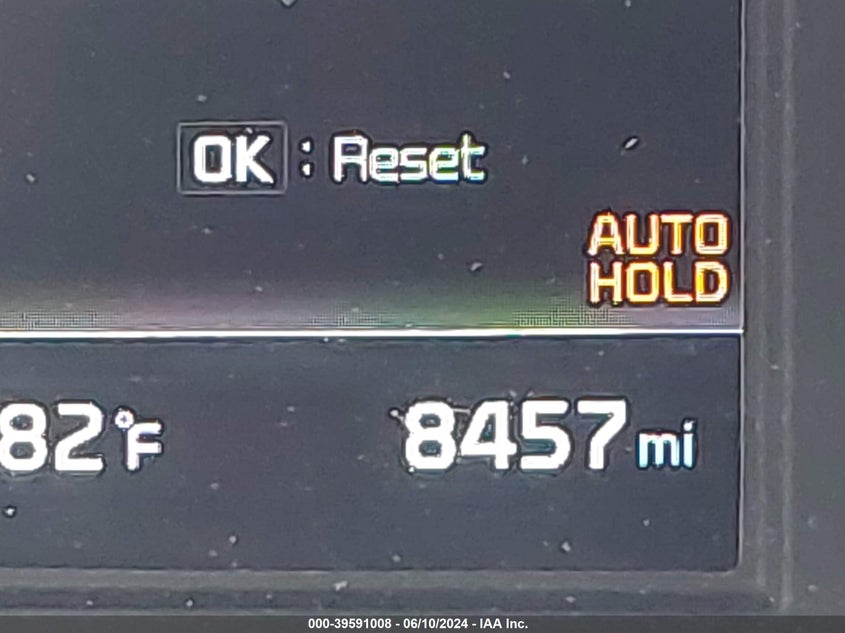 OK : Reset
AUTO
HOLD
82°F 8457 mi
000-39591008 - 06/10/2024 - IAA Inc.